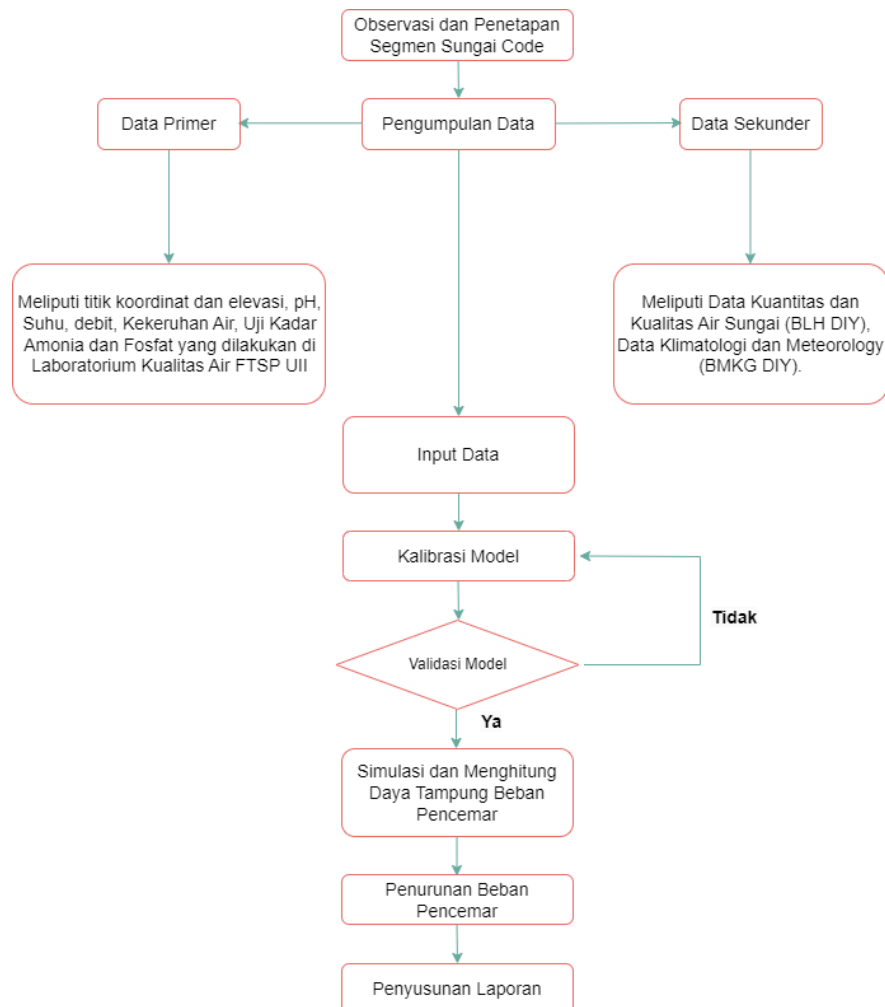 Observasi dan Penetapan
Segmen Sungai Code
Data Primer
Pengumpulan Data
Data Sekunder
Meliputi titik koordinat dan elevasi, pH,
Suhu, debit, Kekeruhan Air, Uji Kadar
Amonia dan Fosfat yang dilakukan di
Laboratorium Kualitas Air FTSP UII
Meliputi Data Kuantitas dan
Kualitas Air Sungai (BLH DIY),
Data Klimatologi dan Meteorology
(BMKG DIY).
Input Data
Kalibrasi Model
Tidak
Validasi Model
Ya
Simulasi dan Menghitung
Daya Tampung Beban
Pencemar
Penurunan Beban
Pencemar
Penyusunan Laporan